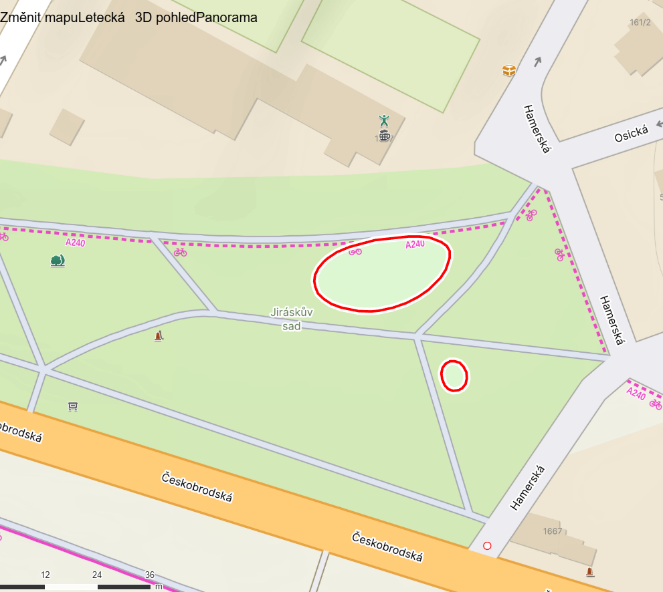 Změnit mapuLetecká 3D pohledPanorama
161/2
Hamerská
Osická
A240
A240
Jiráskův
sad
Hamerská
A240
Českobrodská
Hamerská
Českobrodská
1667
12 24 36
m